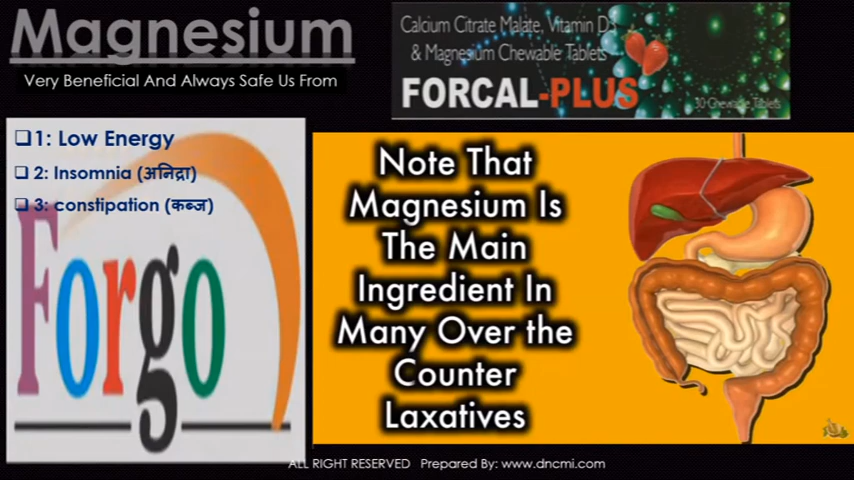 Magnesium
Very Beneficial And Always Safe Us From
Calcium Citrate Malate, Vitamin D3
& Magnesium Chewable Tablets
FORCAL-PLUS
30 Chewable Tablets
1: Low Energy
2: Insomnia (अनिद्रा)
3: constipation (कब्ज)
Forgo
Note That
Magnesium Is
The Main
Ingredient In
Many Over the
Counter
Laxatives
ALL RIGHT RESERVED Prepared By: www.dncmi.com